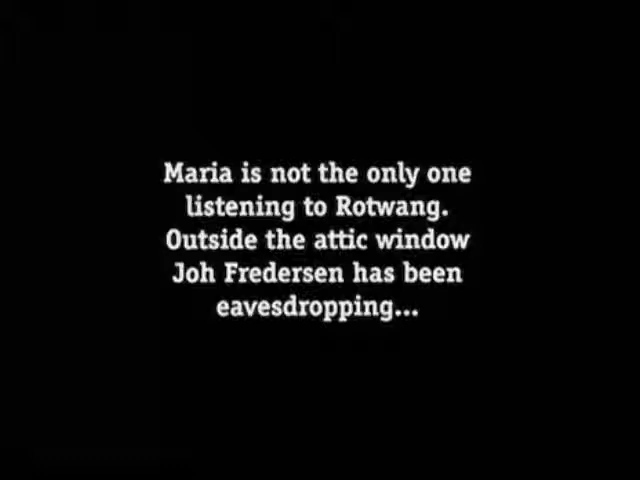 Maria is not the only one
listening to Rotwang.
Outside the attic window
Joh Fredersen has been
eavesdropping...